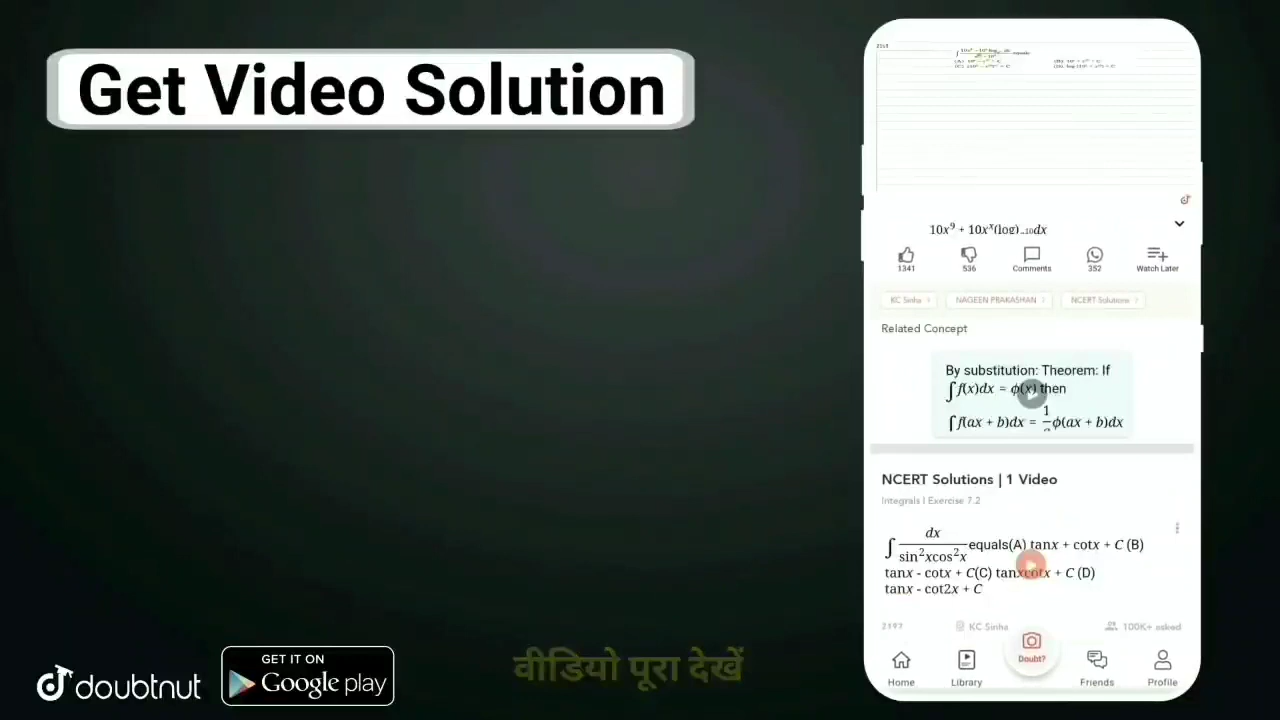 Get Video Solution
10x⁹ + 10xˣ(log)₋₁₀dx
1341
536
Comments
352
Watch Later
KC Sinha
NAGEEN PRAKASHAN
NCERT Solutions
Related Concept
By substitution: Theorem: If
∫f(x)dx = ϕ(x) then
∫f(ax + b)dx = 1/a ϕ(ax + b)dx
NCERT Solutions | 1 Video
Integrals | Exercise 7.2
∫ dx/sin²xcos²x equals(A) tanx + cotx + C (B)
tanx - cotx + C(C) tanxcotx + C (D)
tanx - cot2x + C
KC Sinha
100K+ asked
Doubt?
Home
Library
Friends
Profile
doubtnut
GET IT ON
Google play
वीडियो पूरा देखें